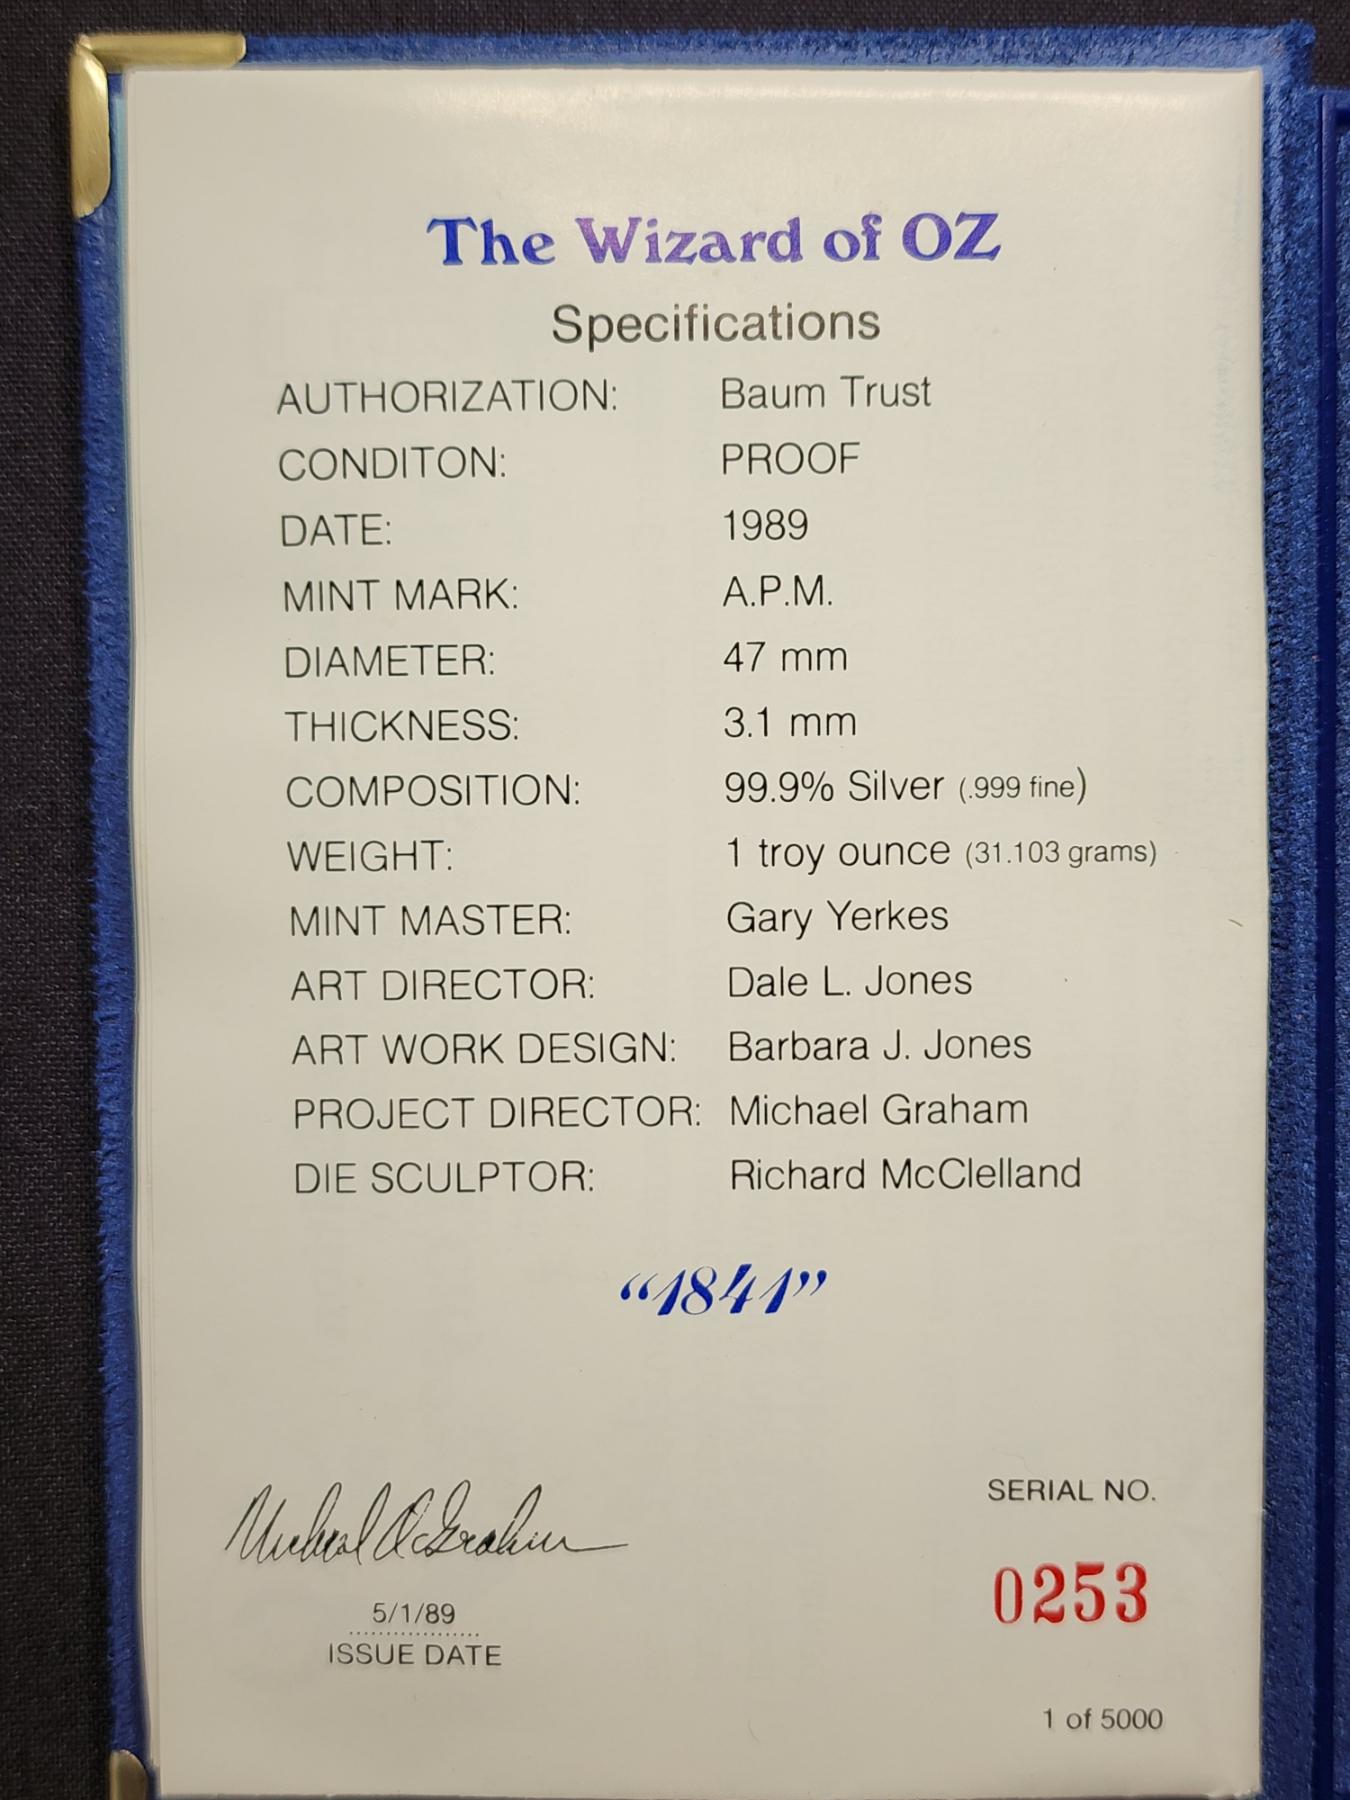 The Wizard of OZ
Specifications
AUTHORIZATION: Baum Trust
CONDITON: PROOF
DATE: 1989
MINT MARK: A.P.M.
DIAMETER: 47 mm
THICKNESS: 3.1 mm
COMPOSITION: 99.9% Silver (.999 fine)
WEIGHT: 1 troy ounce (31.103 grams)
MINT MASTER: Gary Yerkes
ART DIRECTOR: Dale L. Jones
ART WORK DESIGN: Barbara J. Jones
PROJECT DIRECTOR: Michael Graham
DIE SCULPTOR: Richard McClelland
“1841”
SERIAL NO.
0253
5/1/89
ISSUE DATE
1 of 5000